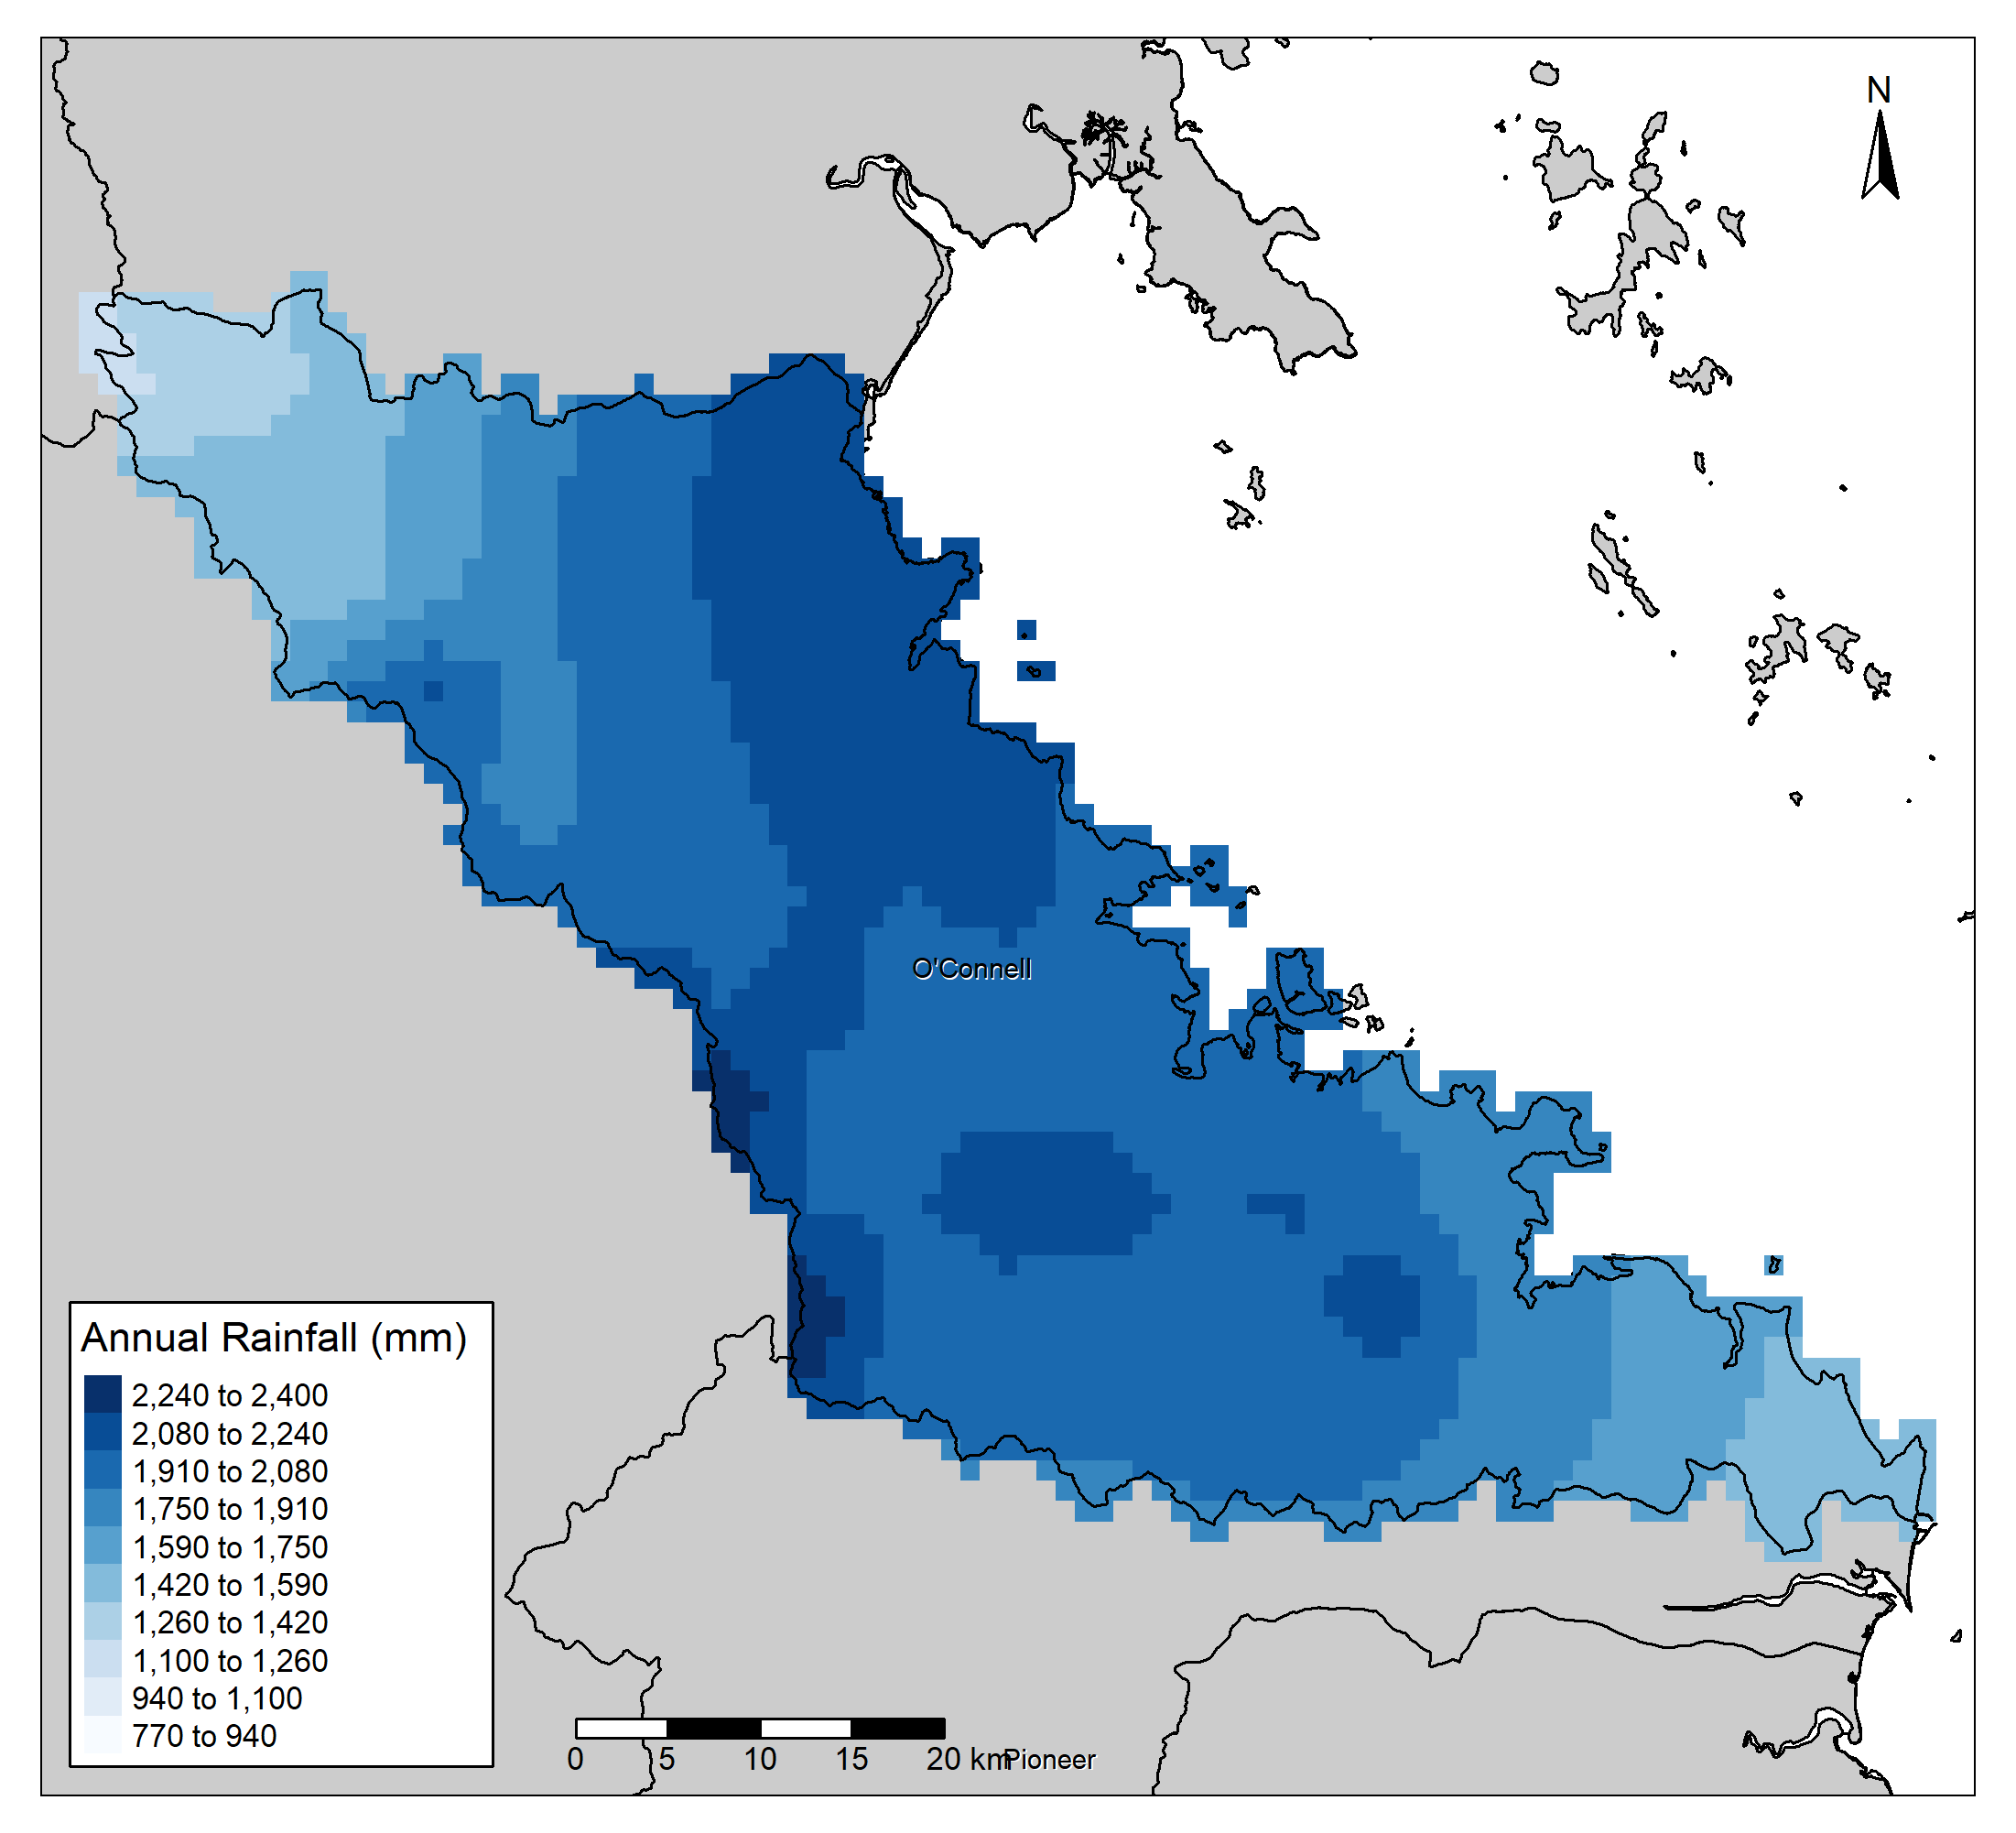 N
O'Connell
Annual Rainfall (mm)
2,240 to 2,400
2,080 to 2,240
1,910 to 2,080
1,750 to 1,910
1,590 to 1,750
1,420 to 1,590
1,260 to 1,420
1,100 to 1,260
940 to 1,100
770 to 940
0 5 10 15 20 km
Pioneer